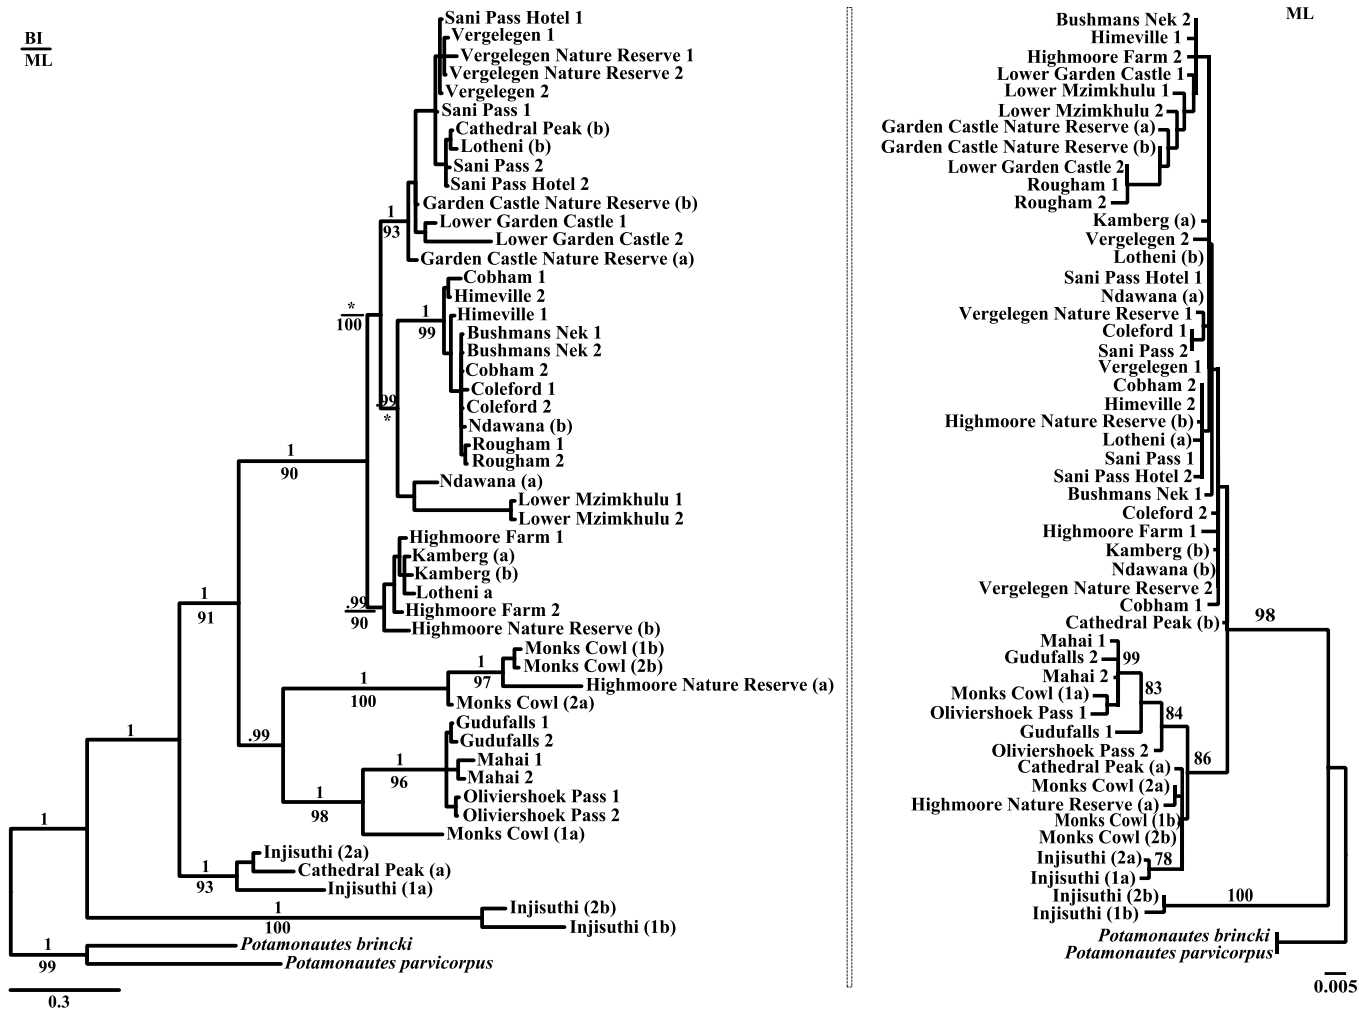 BI
ML
Sani Pass Hotel 1
Vergelegen 1
Vergelegen Nature Reserve 1
Vergelegen Nature Reserve 2
Vergelegen 2
Sani Pass 1
Cathedral Peak (b)
Lotheni (b)
Sani Pass 2
Sani Pass Hotel 2
Garden Castle Nature Reserve (b)
1
93
Lower Garden Castle 1
Lower Garden Castle 2
Garden Castle Nature Reserve (a)
Cobham 1
Himeville 2
*
100
1
99
Himeville 1
Bushmans Nek 1
Bushmans Nek 2
Cobham 2
Coleford 1
.99
*
Coleford 2
Ndawana (b)
Rougham 1
Rougham 2
1
90
Ndawana (a)
Lower Mzimkhulu 1
Lower Mzimkhulu 2
Highmoore Farm 1
Kamberg (a)
Kamberg (b)
Lotheni a
1
91
.99
90
Highmoore Farm 2
Highmoore Nature Reserve (b)
Monks Cowl (1b)
Monks Cowl (2b)
1
97
Highmoore Nature Reserve (a)
1
100
Monks Cowl (2a)
Gudufalls 1
Gudufalls 2
1
.99
Mahai 1
Mahai 2
1
96
Oliviershoek Pass 1
Oliviershoek Pass 2
1
98
Monks Cowl (1a)
1
Injisuthi (2a)
Cathedral Peak (a)
Injisuthi (1a)
1
93
Injisuthi (2b)
Injisuthi (1b)
1
100
Potamonautes brincki
Potamonautes parvicorpus
1
99
0.3
ML
Bushmans Nek 2
Himeville 1
Highmoore Farm 2
Lower Garden Castle 1
Lower Mzimkhulu 1
Lower Mzimkhulu 2
Garden Castle Nature Reserve (a)
Garden Castle Nature Reserve (b)
Lower Garden Castle 2
Rougham 1
Rougham 2
Kamberg (a)
Vergelegen 2
Lotheni (b)
Sani Pass Hotel 1
Ndawana (a)
Vergelegen Nature Reserve 1
Coleford 1
Sani Pass 2
Vergelegen 1
Cobham 2
Himeville 2
Highmoore Nature Reserve (b)
Lotheni (a)
Sani Pass 1
Sani Pass Hotel 2
Bushmans Nek 1
Coleford 2
Highmoore Farm 1
Kamberg (b)
Ndawana (b)
Vergelegen Nature Reserve 2
Cobham 1
Cathedral Peak (b)
98
Mahai 1
Gudufalls 2
99
Mahai 2
Monks Cowl (1a)
83
Oliviershoek Pass 1
84
Gudufalls 1
Oliviershoek Pass 2
86
Cathedral Peak (a)
Monks Cowl (2a)
Highmoore Nature Reserve (a)
Monks Cowl (1b)
Monks Cowl (2b)
Injisuthi (2a)
78
Injisuthi (1a)
Injisuthi (2b)
100
Injisuthi (1b)
Potamonautes brincki
Potamonautes parvicorpus
0.005